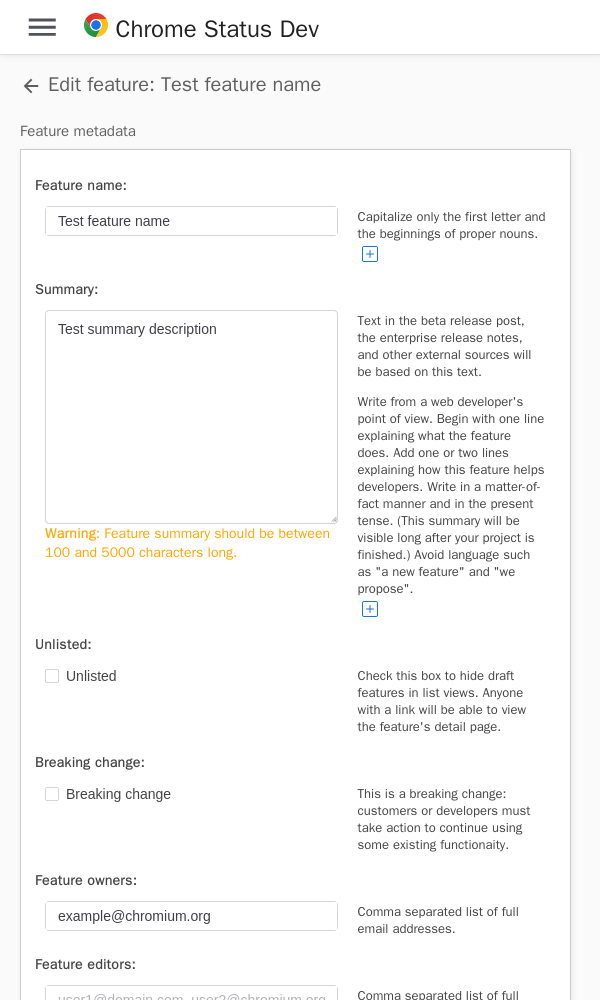 Chrome Status Dev
Edit feature: Test feature name
Feature metadata
Feature name:
Test feature name
Capitalize only the first letter and
the beginnings of proper nouns.
Summary:
Test summary description
Warning: Feature summary should be between
100 and 5000 characters long.
Text in the beta release post,
the enterprise release notes,
and other external sources will
be based on this text.
Write from a web developer's
point of view. Begin with one line
explaining what the feature
does. Add one or two lines
explaining how this feature helps
developers. Write in a matter-of-
fact manner and in the present
tense. (This summary will be
visible long after your project is
finished.) Avoid language such
as "a new feature" and "we
propose".
Unlisted:
Unlisted
Check this box to hide draft
features in list views. Anyone
with a link will be able to view
the feature's detail page.
Breaking change:
Breaking change
This is a breaking change:
customers or developers must
take action to continue using
some existing functionaity.
Feature owners:
example@chromium.org
Comma separated list of full
email addresses.
Feature editors:
user1@domain.com, user2@chromium.org
Comma separated list of full